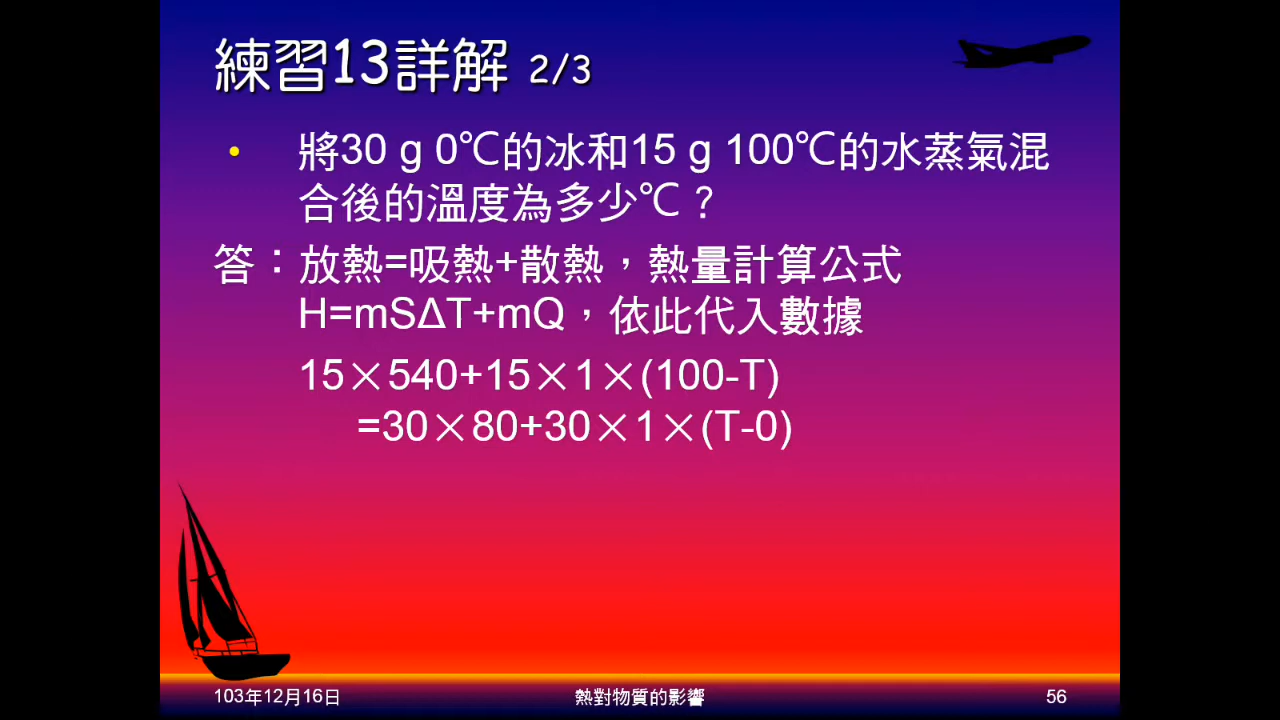 練習13詳解 2/3
• 將30 g 0℃的冰和15 g 100℃的水蒸氣混
合後的溫度為多少℃？
答：放熱=吸熱+散熱，熱量計算公式
H=mSΔT+mQ，依此代入數據
15×540+15×1×(100-T)
=30×80+30×1×(T-0)
103年12月16日
熱對物質的影響
56